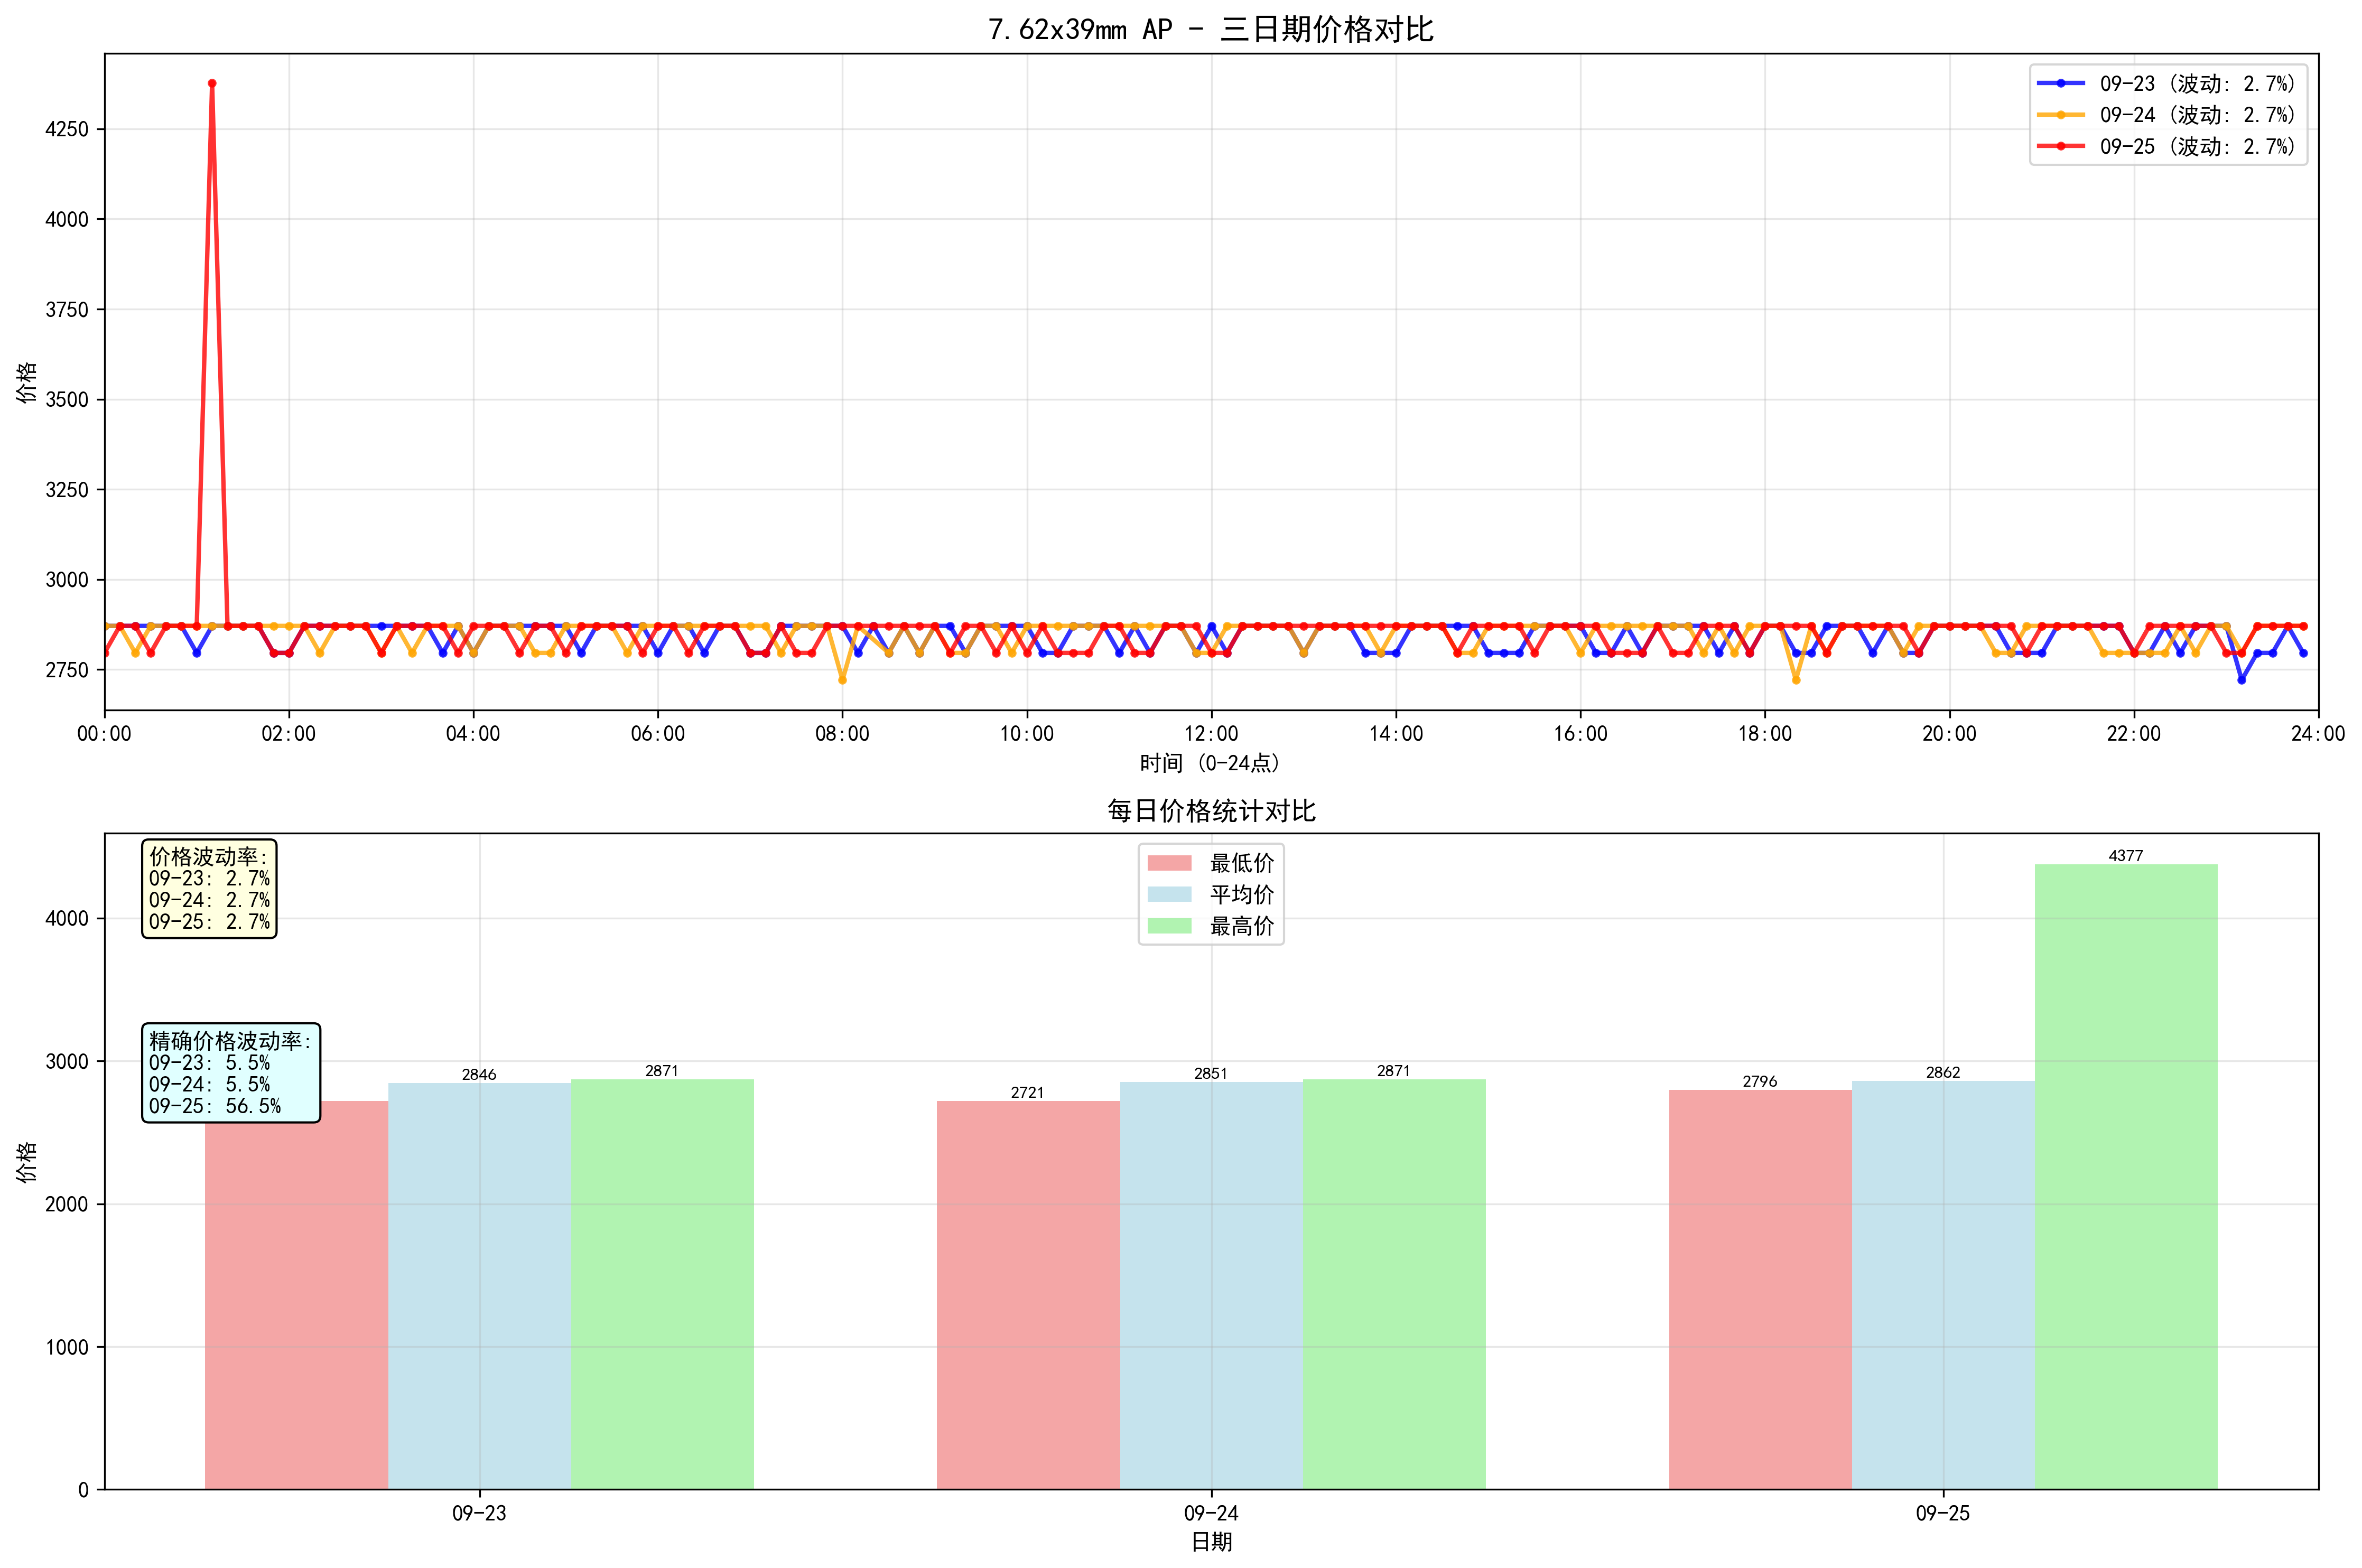 7.62x39mm AP - 三日期价格对比
09-23 (波动: 2.7%)
09-24 (波动: 2.7%)
09-25 (波动: 2.7%)
价格
4250
4000
3750
3500
3250
3000
2750
00:00 02:00 04:00 06:00 08:00 10:00 12:00 14:00 16:00 18:00 20:00 22:00 24:00
时间 (0-24点)
每日价格统计对比
价格波动率:
09-23: 2.7%
09-24: 2.7%
09-25: 2.7%
最低价
平均价
最高价
精确价格波动率:
09-23: 5.5%
09-24: 5.5%
09-25: 56.5%
价格
4000
3000
2000
1000
0
2846 2871 2721 2851 2871 2796 2862 4377
09-23 09-24 09-25
日期